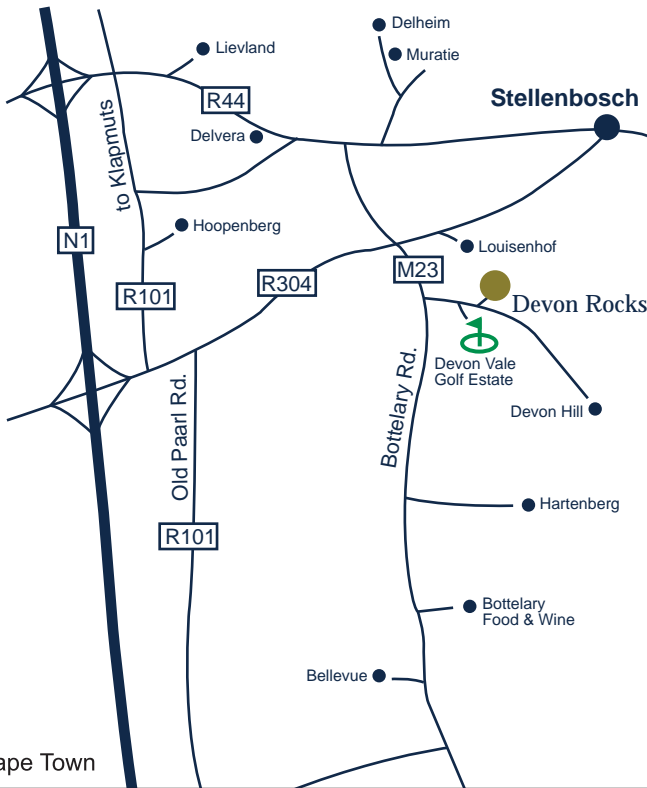 Delheim
Lievland
Muratie
R44
Stellenbosch
Delvera
to Klapmuts
Hoopenberg
N1
Louisenhof
M23
R304
R101
Devon Rocks
Devon Vale
Golf Estate
Bottelary Rd.
Old Paarl Rd.
Devon Hill
Hartenberg
R101
Bottelary
Food & Wine
Bellevue
ape Town